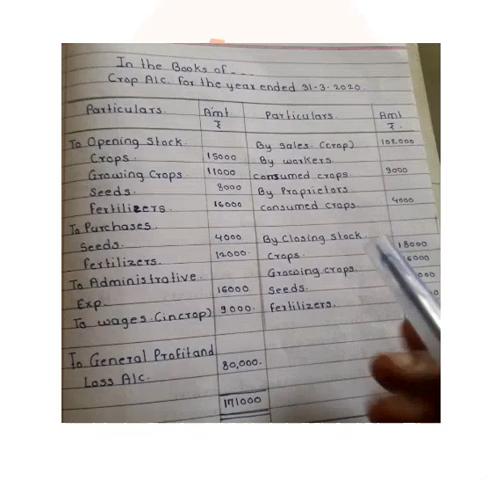 In the Books of - - -
Crop A/c. for the year ended 31-3-2020.
Particulars. Amt ₹ Particulars. Amt ₹.
To Opening Stock. By Sales. (crop) 108,000
Crops. 15000 By workers.
Growing Crops. 11000 consumed crops. 9000
Seeds. 8000 By Proprietors.
Fertilizers. 16000 consumed crops. 4000
To Purchases.
Seeds. 4000 By Closing Stock.
Fertilizers. 12000. Crops. 18000
To Administrative Growing crops.
Exp. 16000 Seeds.
To wages.(in crop) 9000. Fertilizers.
To General Profit and
Loss A/c. 80,000.
171000